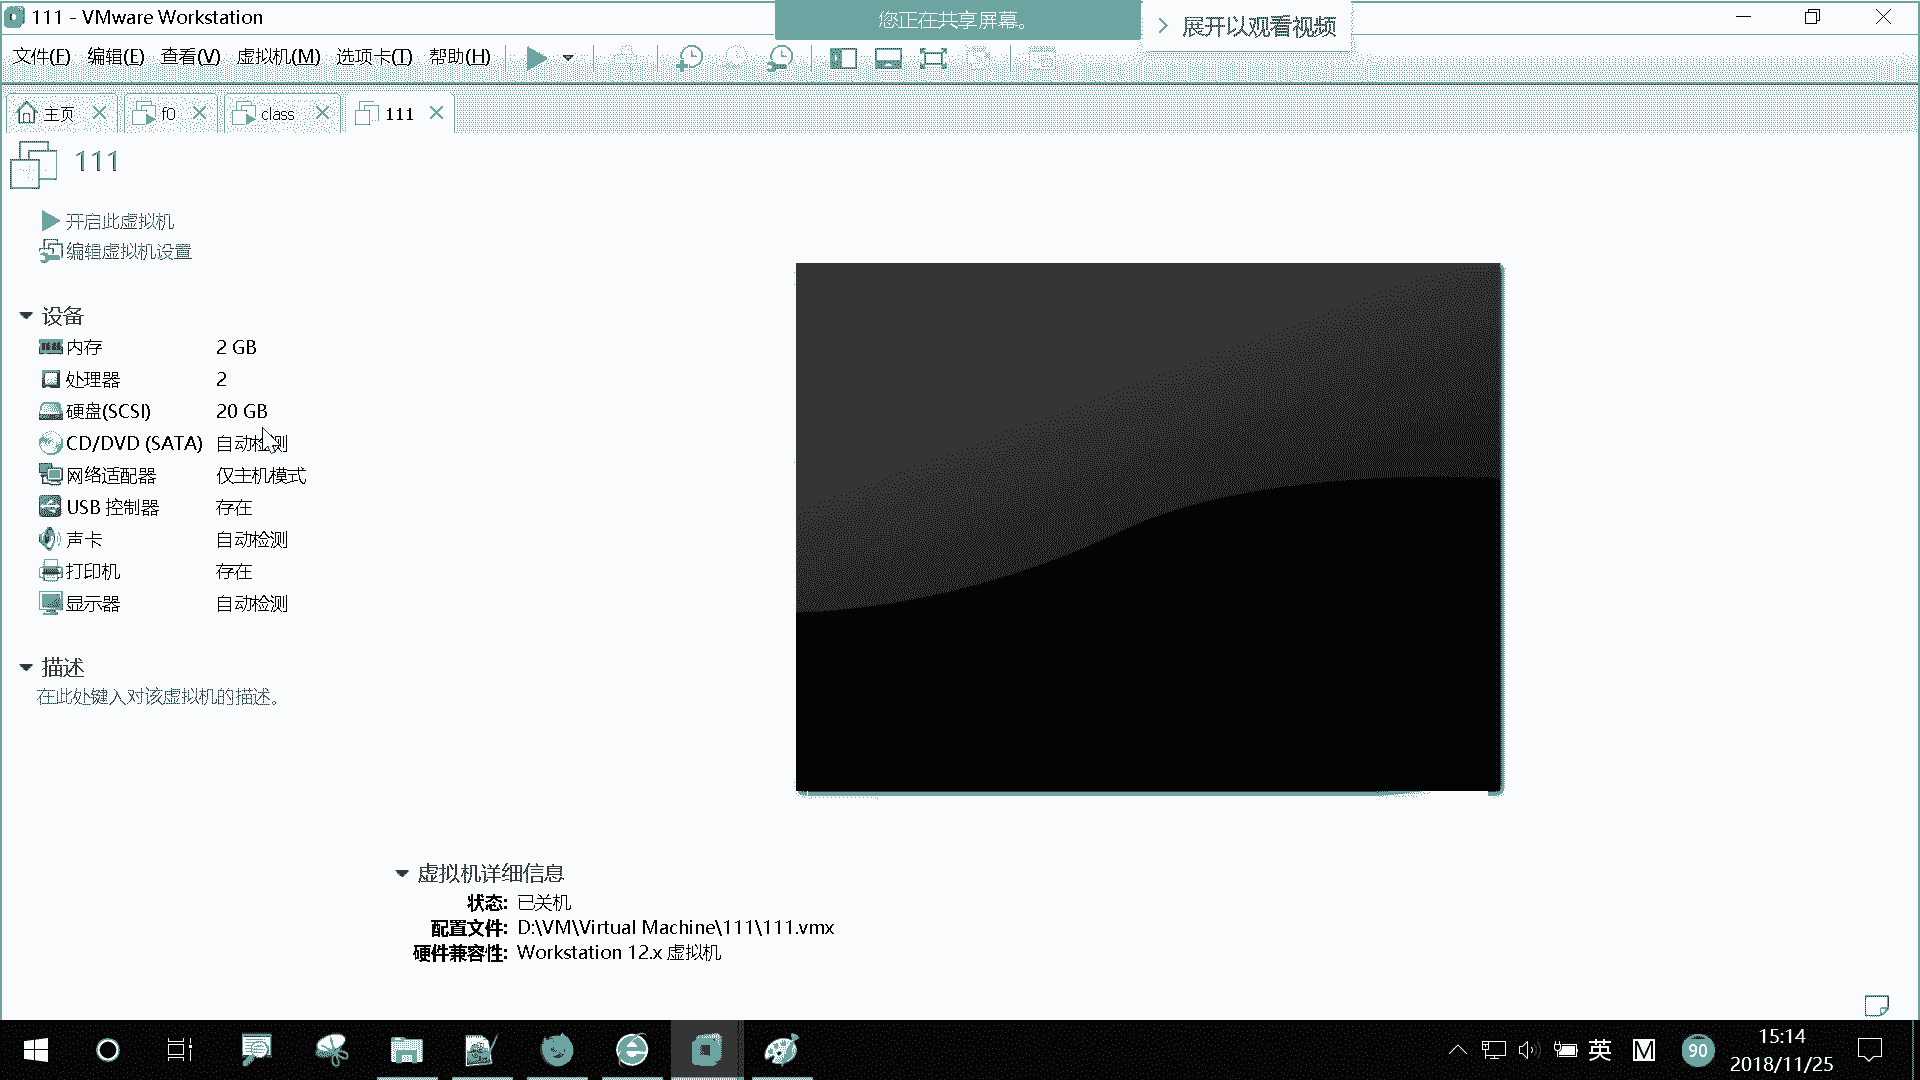 111 - VMware Workstation
您正在共享屏幕。
展开以观看视频
文件(F) 编辑(E) 查看(V) 虚拟机(M) 选项卡(T) 帮助(H)
主页 f0 class 111
111
开启此虚拟机
编辑虚拟机设置
设备
内存 2 GB
处理器 2
硬盘(SCSI) 20 GB
CD/DVD (SATA) 自动检测
网络适配器 仅主机模式
USB 控制器 存在
声卡 自动检测
打印机 存在
显示器 自动检测
描述
在此处键入对该虚拟机的描述。
虚拟机详细信息
状态: 已关机
配置文件: D:\VM\Virtual Machine\111\111.vmx
硬件兼容性: Workstation 12.x 虚拟机
英 M 90 15:14
2018/11/25